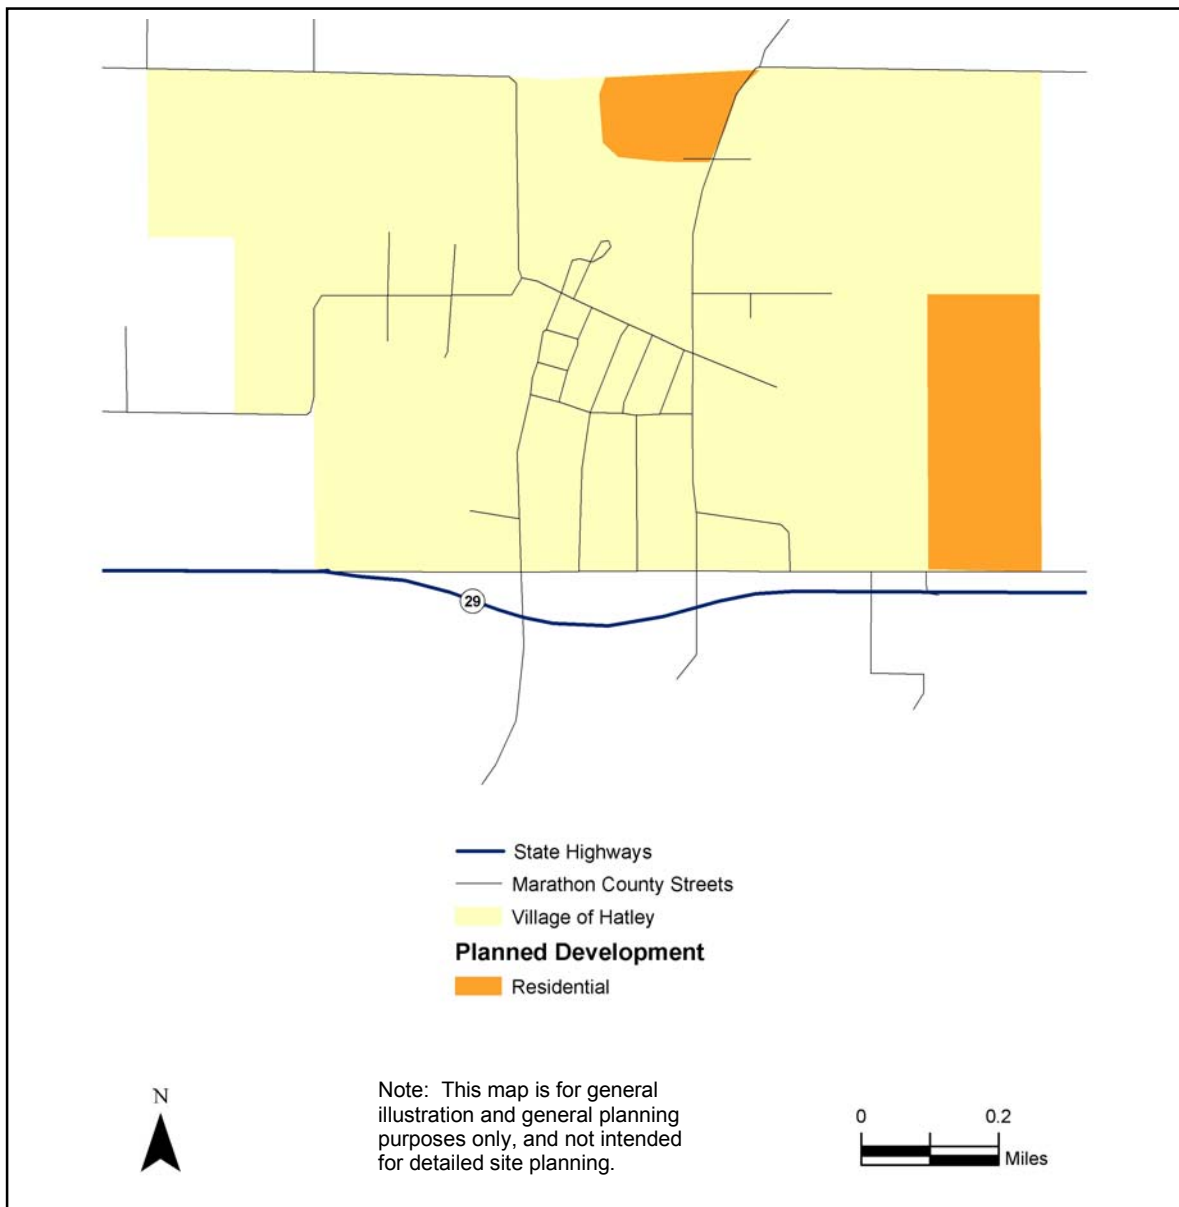 29
State Highways
Marathon County Streets
Village of Hatley
Planned Development
Residential
N
Note: This map is for general
illustration and general planning
purposes only, and not intended
for detailed site planning.
0 0.2
Miles